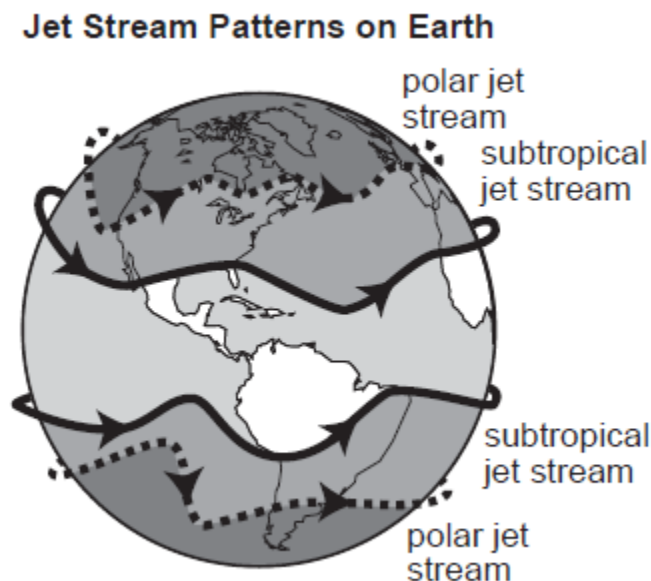 Jet Stream Patterns on Earth
polar jet
stream
subtropical
jet stream
subtropical
jet stream
polar jet
stream